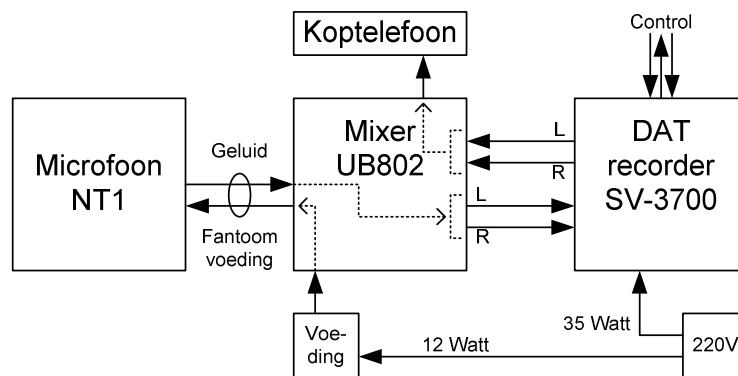 Koptelefoon
Control
Microfoon
NT1
Geluid
Fantoom
voeding
Mixer
UB802
L
R
L
R
DAT
recorder
SV-3700
Voe-
ding
12 Watt
35 Watt
220V